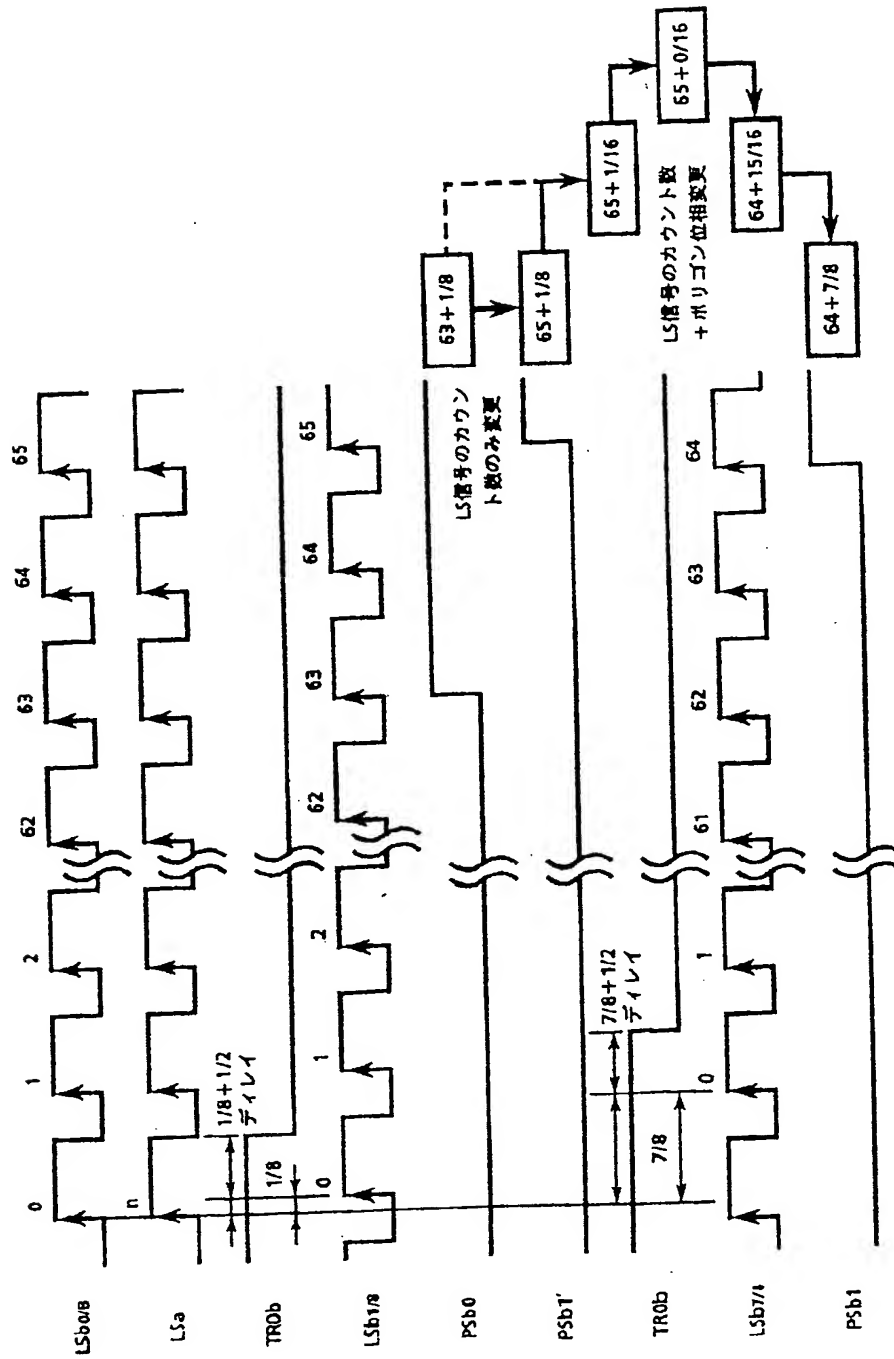 LSb0/8
0
1
2
62
63
64
65
LSa
n
TR0b
1/8+1/2
ディレイ
1/8
LSb1/8
0
1
2
62
63
64
65
PSb0
63+1/8
LS信号のカウン
ト数のみ変更
PSb1'
65+1/8
65+1/16
65+0/16
64+15/16
64+7/8
LS信号のカウント数
+ポリゴン位相変更
TR0b
7/8+1/2
ディレイ
7/8
LSb7/8
0
1
61
62
63
64
PSb1